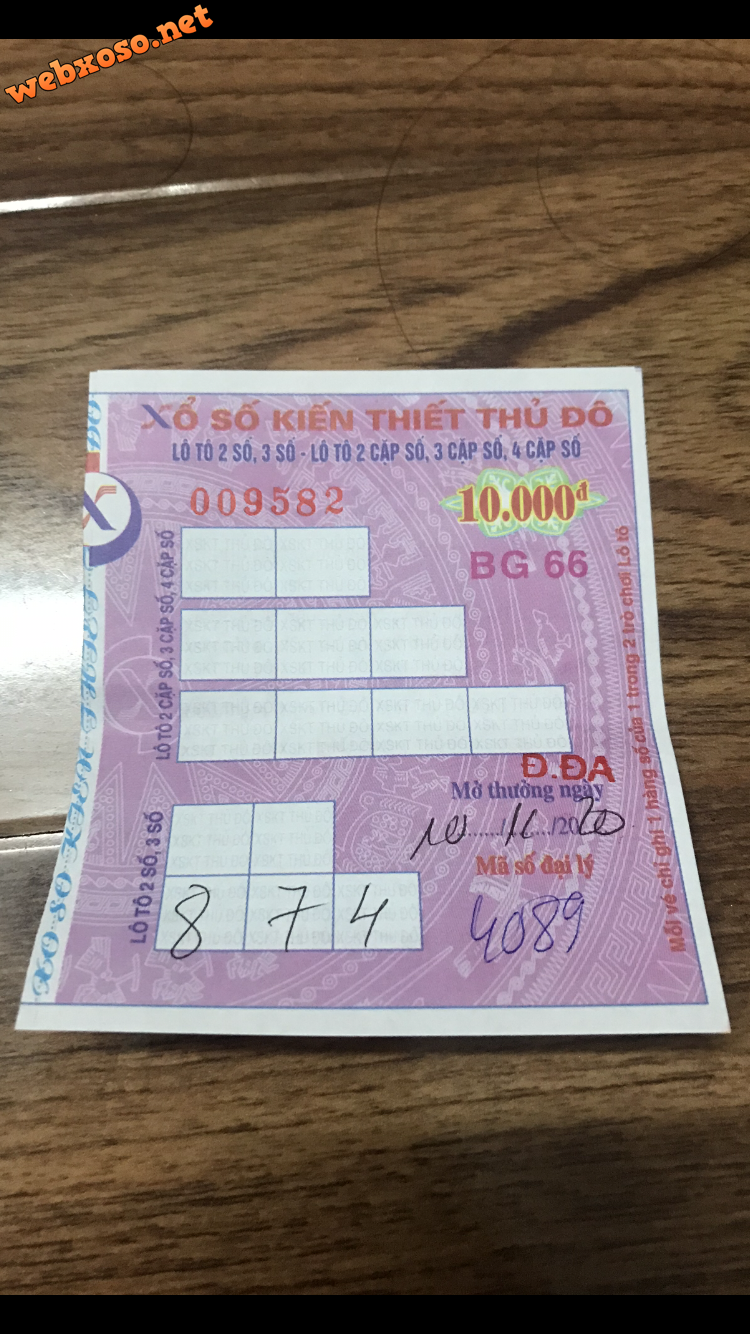 webxoso.net
XỔ SỐ KIẾN THIẾT THỦ ĐÔ
LÔ TÔ 2 SỐ, 3 SỐ - LÔ TÔ 2 CẶP SỐ, 3 CẶP SỐ, 4 CẶP SỐ
009582
10.000đ
BG 66
LÔ TÔ 2 CẶP SỐ, 3 CẶP SỐ, 4 CẶP SỐ
Đ.ĐA
Mở thưởng ngày
10....../11.../2020
Mã số đại lý
4089
LÔ TÔ 2 SỐ, 3 SỐ
8 7 4
Mỗi vé chỉ ghi 1 hàng số của 1 trong 2 trò chơi Lô tô